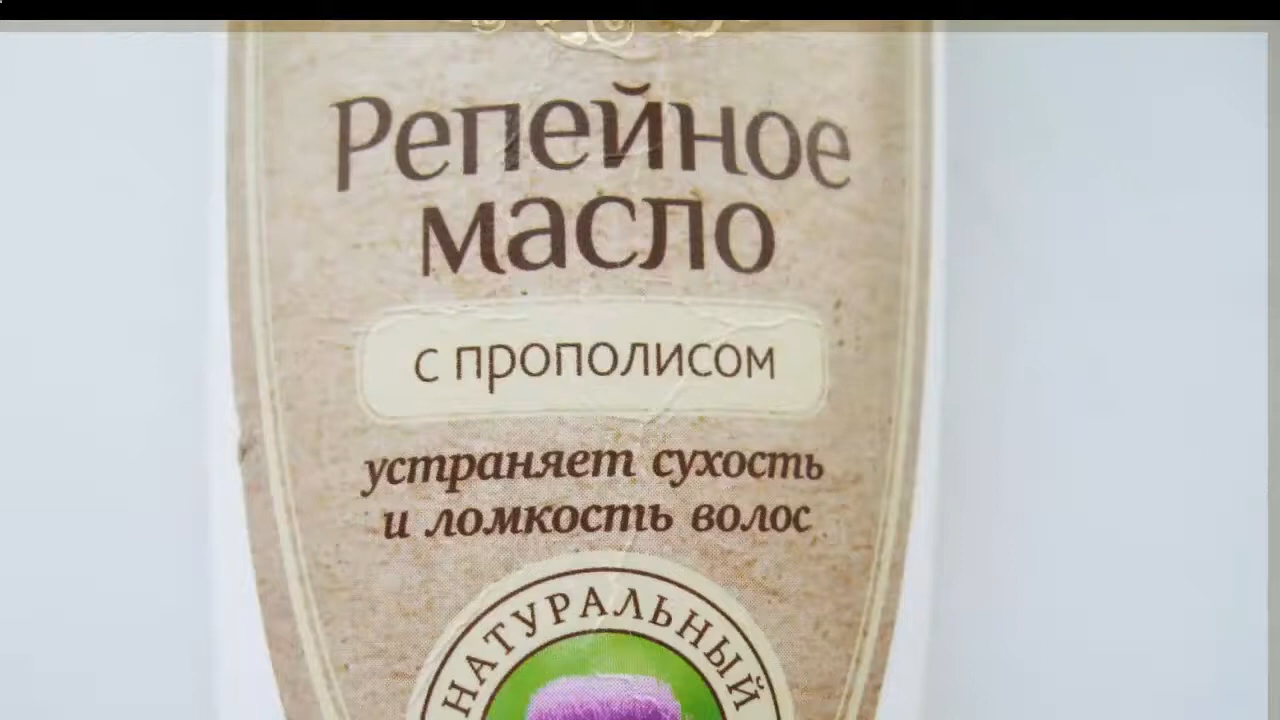 Репейное
масло
с прополисом
устраняет сухость
и ломкость волос
НАТУРАЛЬНЫЙ